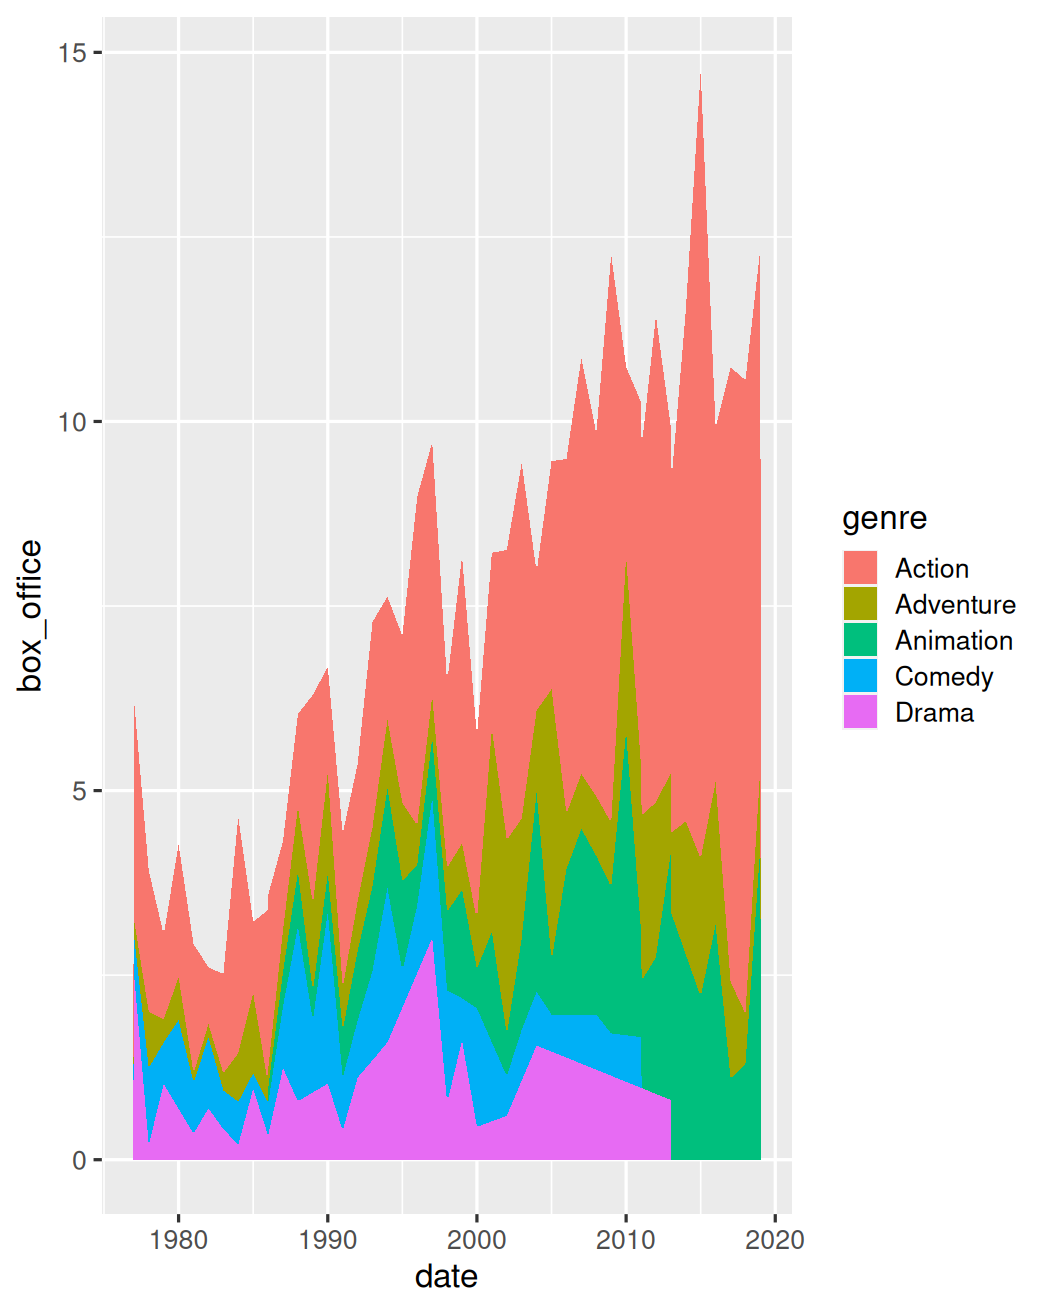 15
10
5
0
box_office
1980 1990 2000 2010 2020
date
genre
Action
Adventure
Animation
Comedy
Drama